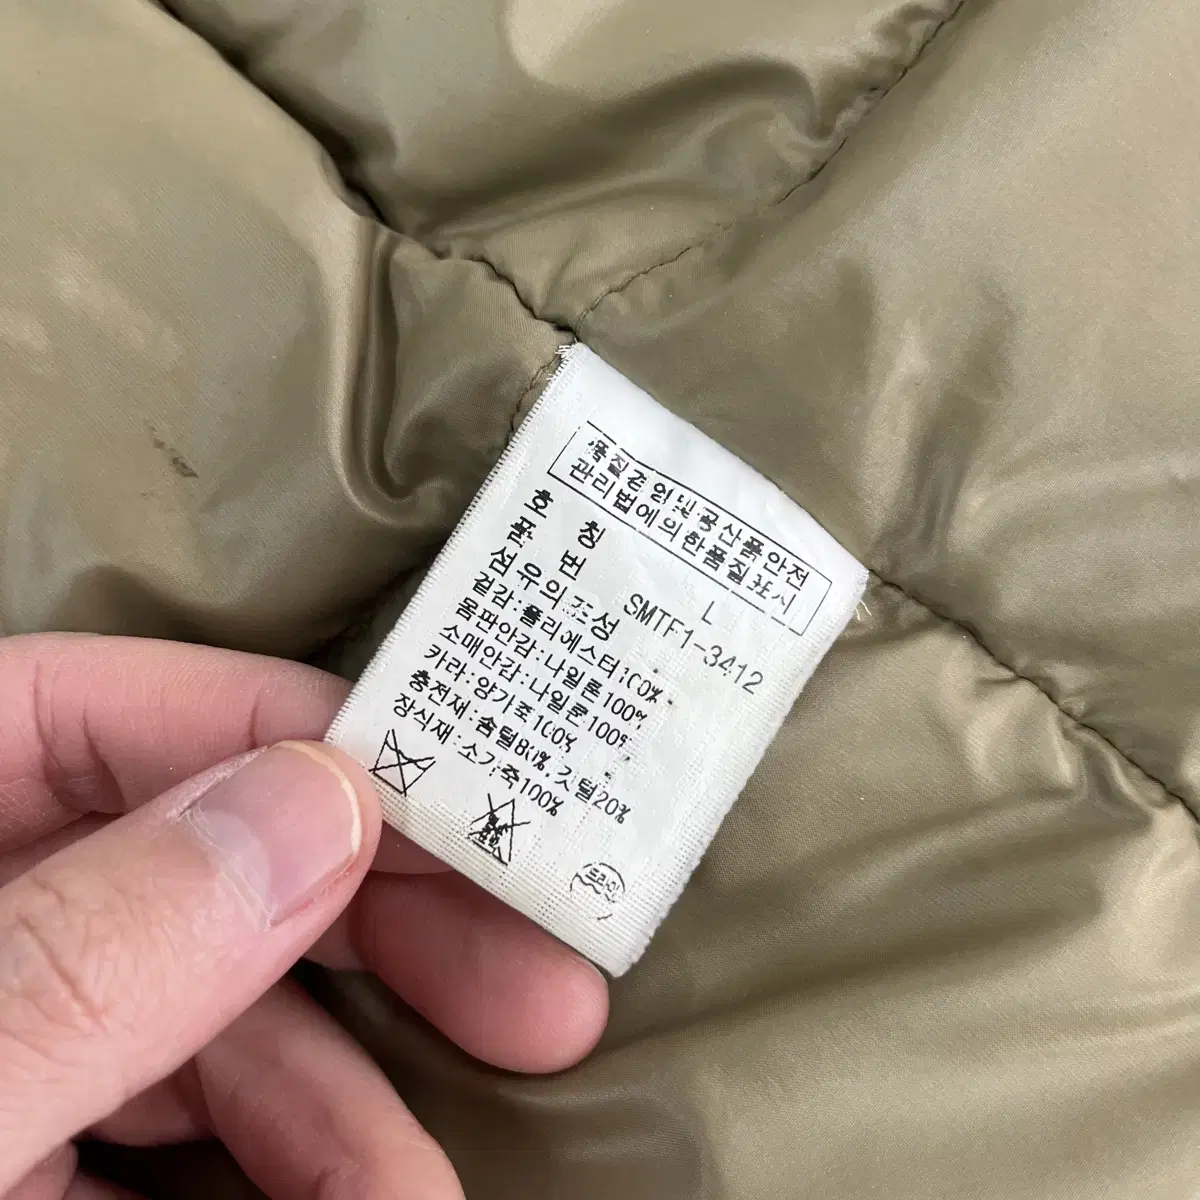 품질경영및공산품안전
관리법에의한품질표시
호 칭 L
품 번 SMTF1-3412
섬유의조성
겉감:폴리에스터100%
몸판안감:나일론100%
소매안감:나일론100%
카라:양가죽100%
충전재:솜털80%,깃털20%
장식재:소가죽100%
드라이